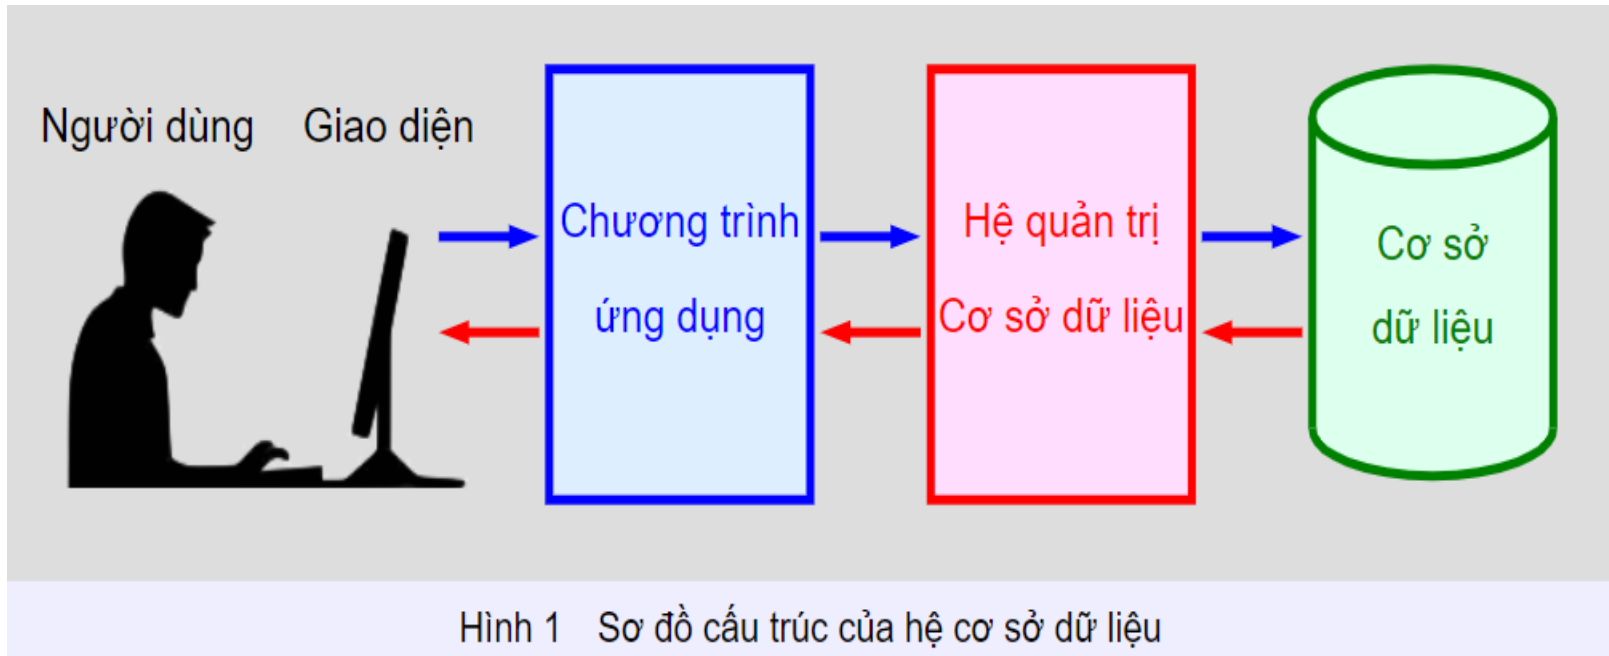 Người dùng
Giao diện
Chương trình
ứng dụng
Hệ quản trị
Cơ sở dữ liệu
Cơ sở
dữ liệu
Hình 1 Sơ đồ cấu trúc của hệ cơ sở dữ liệu